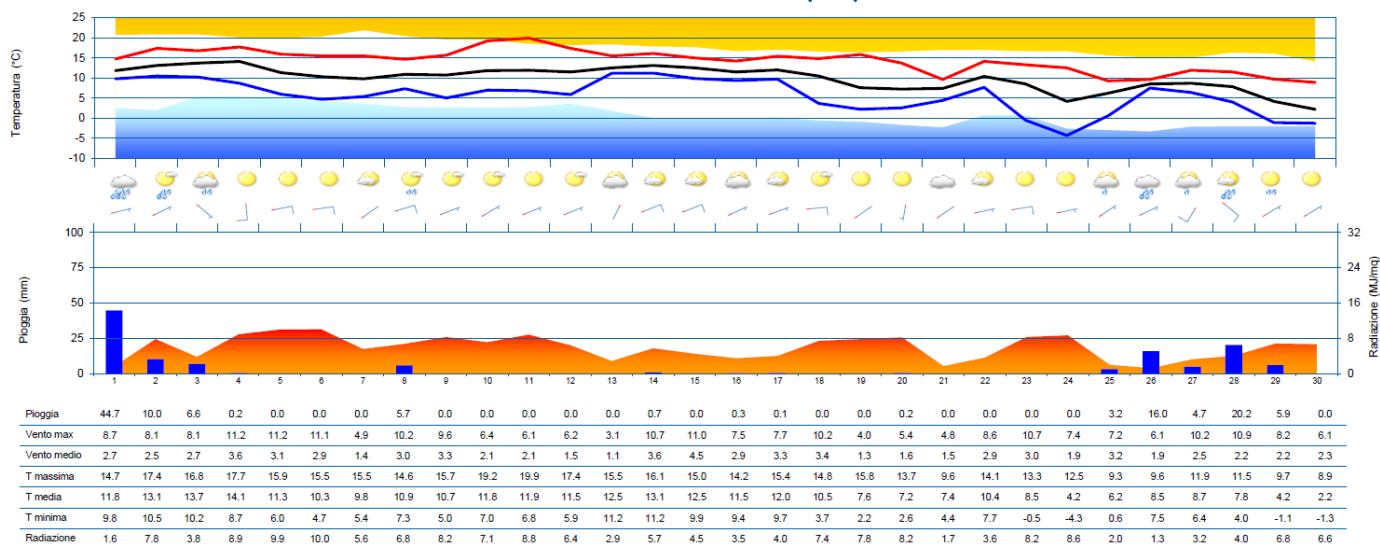 25
20
15
10
5
0
-5
-10
Temperatura (°C)
100
75
50
25
0
Pioggia (mm)
32
24
16
8
0
Radiazione (MJ/mq)
1 2 3 4 5 6 7 8 9 10 11 12 13 14 15 16 17 18 19 20 21 22 23 24 25 26 27 28 29 30
Pioggia 44.7 10.0 6.6 0.2 0.0 0.0 0.0 5.7 0.0 0.0 0.0 0.0 0.0 0.7 0.0 0.3 0.1 0.0 0.0 0.2 0.0 0.0 0.0 0.0 3.2 16.0 4.7 20.2 5.9 0.0
Vento max 8.7 8.1 8.1 11.2 11.2 11.1 4.9 10.2 9.6 6.4 6.1 6.2 3.1 10.7 11.0 7.5 7.7 10.2 4.0 5.4 4.8 8.6 10.7 7.4 7.2 6.1 10.2 10.9 8.2 6.1
Vento medio 2.7 2.5 2.7 3.6 3.1 2.9 1.4 3.0 3.3 2.1 2.1 1.5 1.1 3.6 4.5 2.9 3.3 3.4 1.3 1.6 1.5 2.9 3.0 1.9 3.2 1.9 2.5 2.2 2.2 2.3
T massima 14.7 17.4 16.8 17.7 15.9 15.5 15.5 14.6 15.7 19.2 19.9 17.4 15.5 16.1 15.0 14.2 15.4 14.8 15.8 13.7 9.6 14.1 13.3 12.5 9.3 9.6 11.9 11.5 9.7 8.9
T media 11.8 13.1 13.7 14.1 11.3 10.3 9.8 10.9 10.7 11.8 11.9 11.5 12.5 13.1 12.5 11.5 12.0 10.5 7.6 7.2 7.4 10.4 8.5 4.2 6.2 8.5 8.7 7.8 4.2 2.2
T minima 9.8 10.5 10.2 8.7 6.0 4.7 5.4 7.3 5.0 7.0 6.8 5.9 11.2 11.2 9.9 9.4 9.7 3.7 2.2 2.6 4.4 7.7 -0.5 -4.3 0.6 7.5 6.4 4.0 -1.1 -1.3
Radiazione 1.6 7.8 3.8 8.9 9.9 10.0 5.6 6.8 8.2 7.1 8.8 6.4 2.9 5.7 4.5 3.5 4.0 7.4 7.8 8.2 1.7 3.6 8.2 8.6 2.0 1.3 3.2 4.0 6.8 6.6